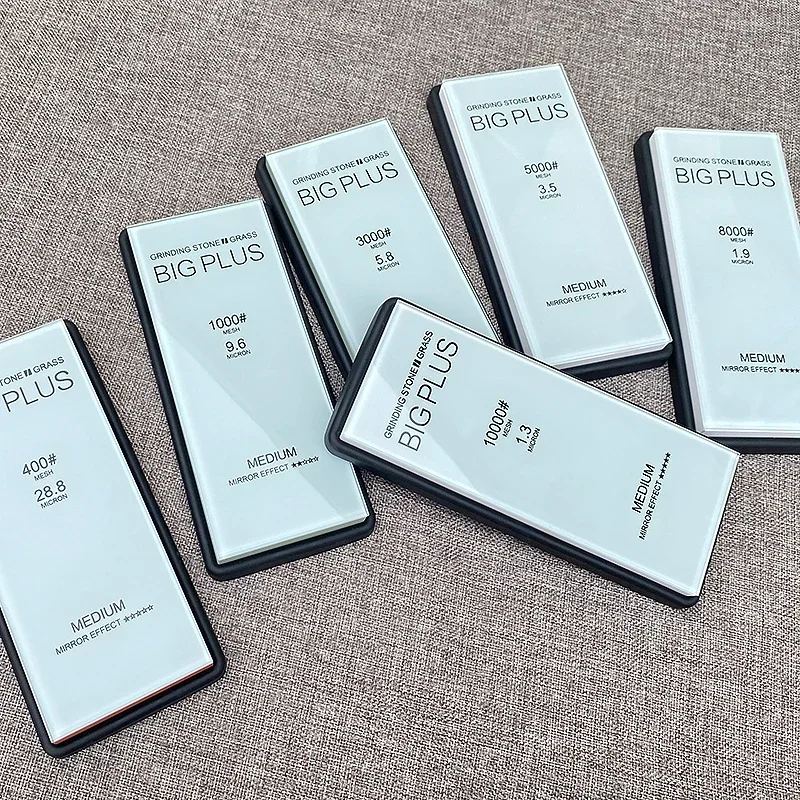 TONE GRASS
PLUS
400#
MESH
28.8
MICRON
MEDIUM
MIRROR EFFECT ☆☆☆☆☆
GRINDING STONE GRASS
BIG PLUS
1000#
MESH
9.6
MICRON
MEDIUM
MIRROR EFFECT ★★☆☆☆
GRINDING STONE GRASS
BIG PLUS
3000#
MESH
5.8
MICRON
GRINDING STONE GRASS
BIG PLUS
5000#
MESH
3.5
MICRON
MEDIUM
MIRROR EFFECT ★★★★☆
GRINDING STONE GRASS
BIG PLUS
8000#
MESH
1.9
MICRON
MEDIUM
MIRROR EFFECT ★★★★
GRINDING STONE GRASS
BIG PLUS
10000#
MESH
1.3
MICRON
MEDIUM
MIRROR EFFECT ★★★★★